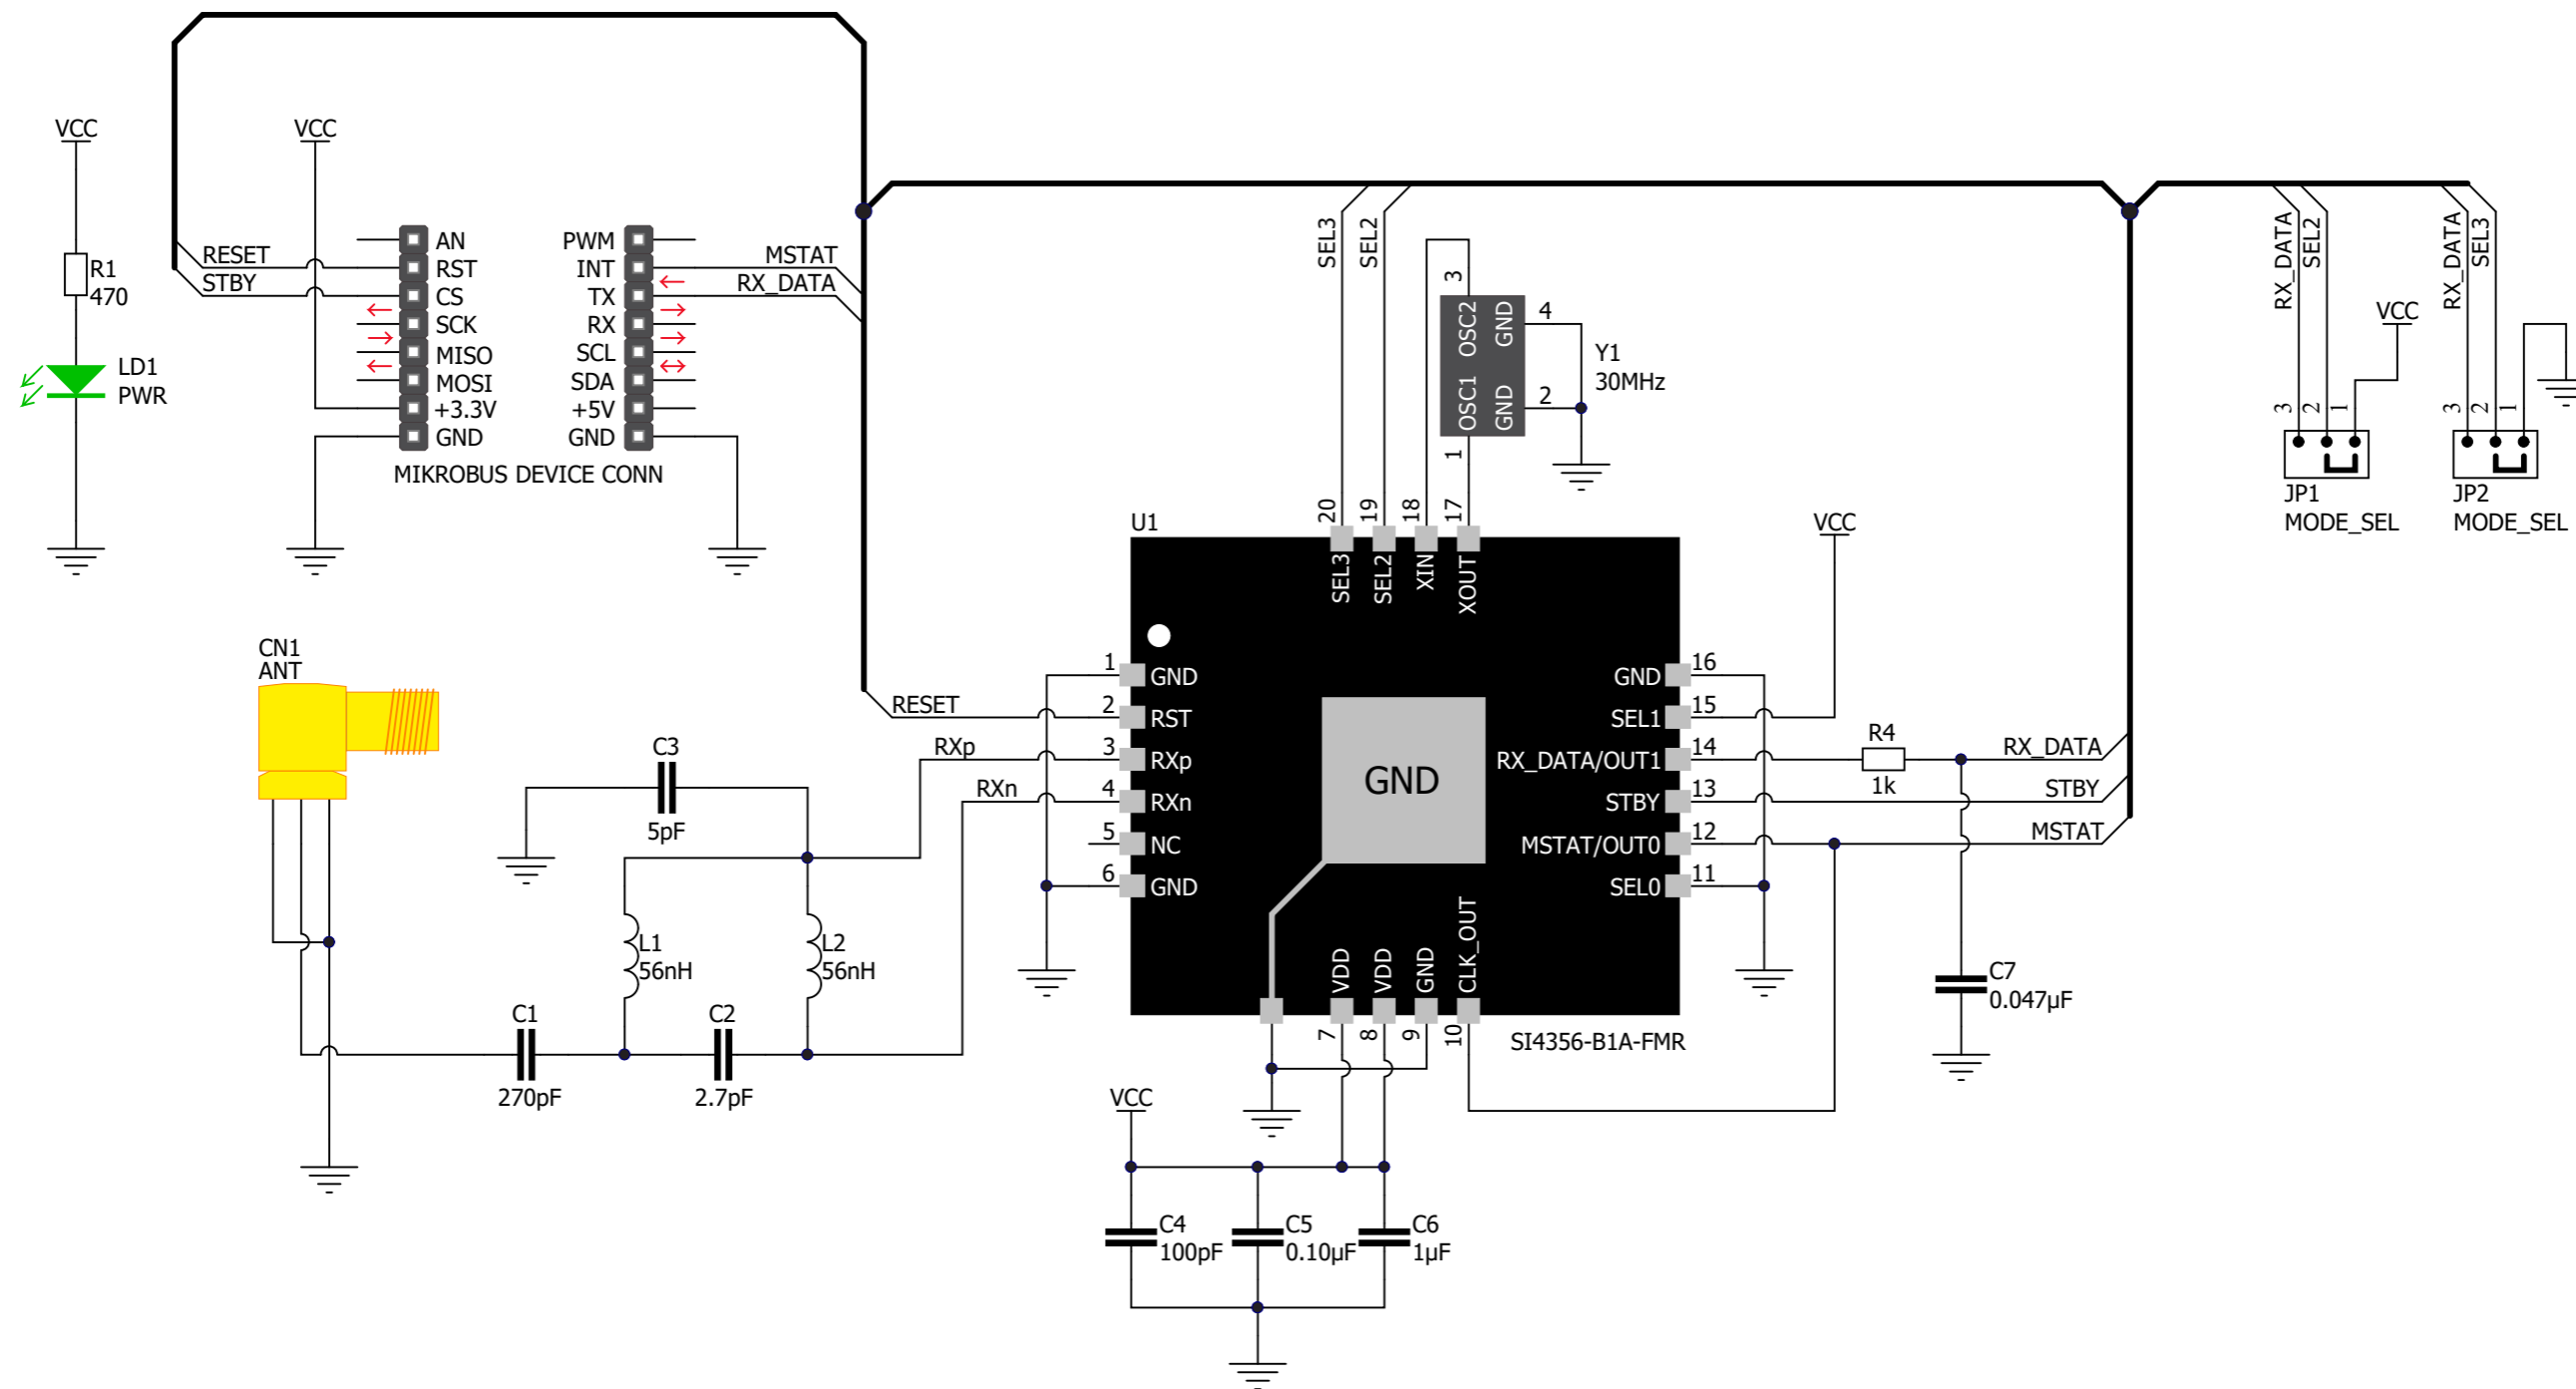 VCC
R1
470
LD1
PWR
VCC
RESET
STBY
AN
RST
CS
SCK
MISO
MOSI
+3.3V
GND
PWM
INT
TX
RX
SCL
SDA
+5V
GND
MSTAT
RX_DATA
MIKROBUS DEVICE CONN
SEL3
SEL2
3
OSC2
GND
4
OSC1
GND
2
1
Y1
30MHz
RX_DATA
SEL2
VCC
3
2
1
JP1
MODE_SEL
RX_DATA
SEL3
3
2
1
JP2
MODE_SEL
U1
20
19
18
17
SEL3
SEL2
XIN
XOUT
VCC
CN1
ANT
RESET
RXp
RXn
1
2
3
4
5
6
GND
RST
RXp
RXn
NC
GND
GND
GND
SEL1
RX_DATA/OUT1
STBY
MSTAT/OUT0
SEL0
16
15
14
13
12
11
R4
1k
RX_DATA
STBY
MSTAT
C3
5pF
L1
56nH
L2
56nH
C1
270pF
C2
2.7pF
VDD
VDD
GND
CLK_OUT
7
8
9
10
SI4356-B1A-FMR
C7
0.047µF
VCC
C4
100pF
C5
0.10µF
C6
1µF